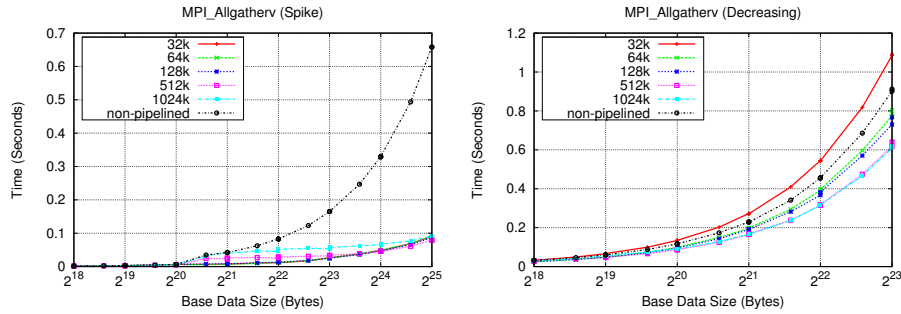 MPI_Allgatherv (Spike)
0.7
0.6
0.5
0.4
0.3
0.2
0.1
0
32k
64k
128k
512k
1024k
non-pipelined
Time (Seconds)
2^18 2^19 2^20 2^21 2^22 2^23 2^24 2^25
Base Data Size (Bytes)
MPI_Allgatherv (Decreasing)
1.2
1
0.8
0.6
0.4
0.2
0
32k
64k
128k
512k
1024k
non-pipelined
Time (Seconds)
2^18 2^19 2^20 2^21 2^22 2^23
Base Data Size (Bytes)